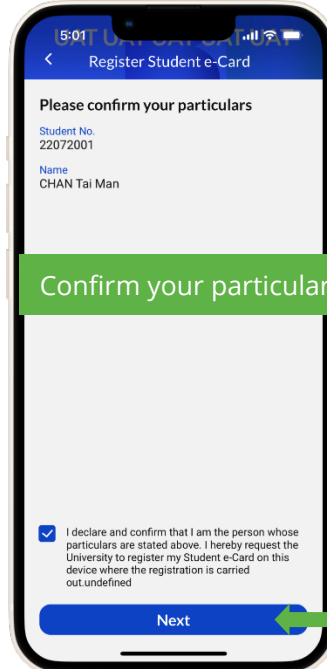 UAT UAT UAT UAT UAT
5:01
Register Student e-Card
Please confirm your particulars
Student No.
22072001
Name
CHAN Tai Man
Confirm your particular
I declare and confirm that I am the person whose
particulars are stated above. I hereby request the
University to register my Student e-Card on this
device where the registration is carried
out.undefined
Next